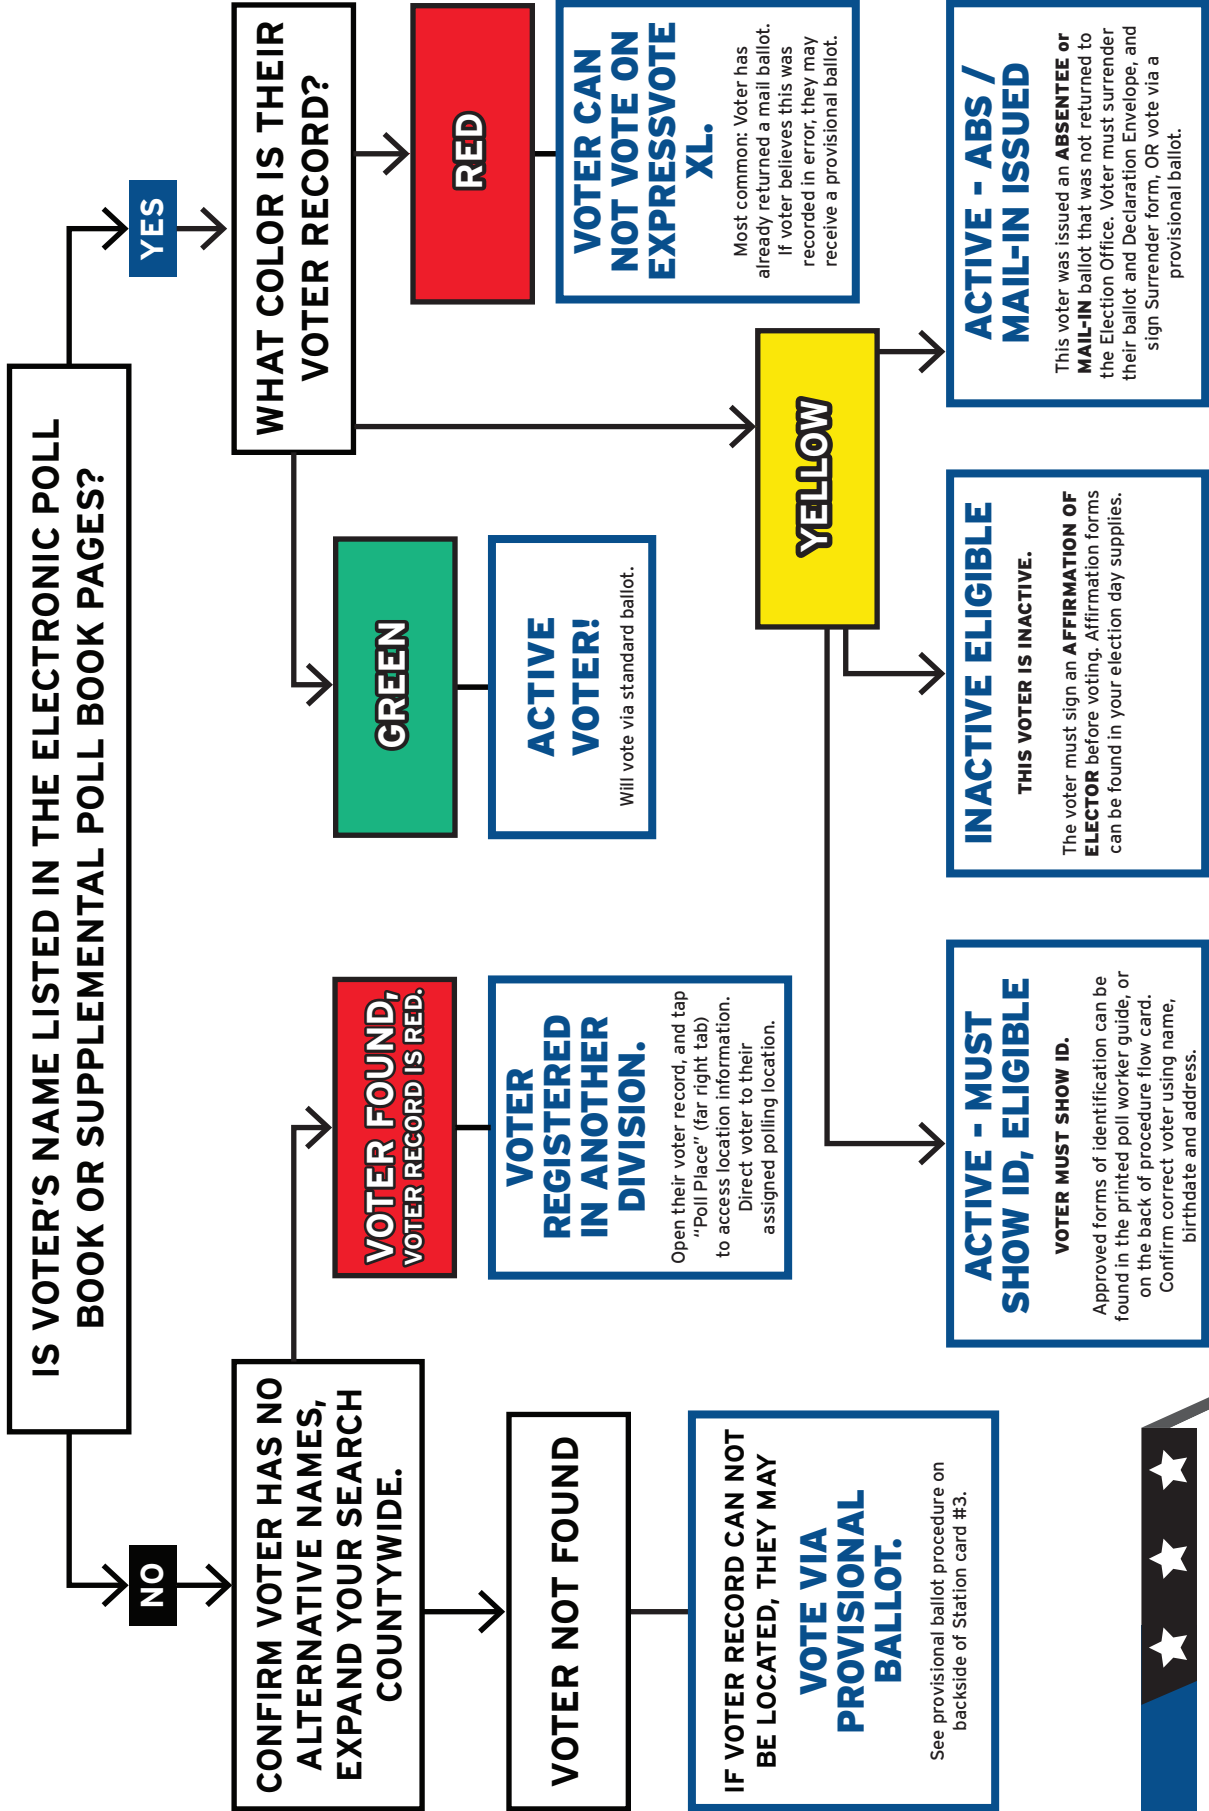 IS VOTER'S NAME LISTED IN THE ELECTRONIC POLL
BOOK OR SUPPLEMENTAL POLL BOOK PAGES?
NO
YES
CONFIRM VOTER HAS NO
ALTERNATIVE NAMES,
EXPAND YOUR SEARCH
COUNTYWIDE.
VOTER NOT FOUND
IF VOTER RECORD CAN NOT
BE LOCATED, THEY MAY
VOTE VIA
PROVISIONAL
BALLOT.
See provisional ballot procedure on
backside of Station card #3.
VOTER FOUND,
VOTER RECORD IS RED.
VOTER
REGISTERED
IN ANOTHER
DIVISION.
Open their voter record, and tap
"Poll Place" (far right tab)
to access location information.
Direct voter to their
assigned polling location.
WHAT COLOR IS THEIR
VOTER RECORD?
GREEN
ACTIVE
VOTER!
Will vote via standard ballot.
RED
VOTER CAN
NOT VOTE ON
EXPRESSVOTE
XL.
Most common: Voter has
already returned a mail ballot.
If voter believes this was
recorded in error, they may
receive a provisional ballot.
YELLOW
ACTIVE - MUST
SHOW ID, ELIGIBLE
VOTER MUST SHOW ID.
Approved forms of identification can be
found in the printed poll worker guide, or
on the back of procedure flow card.
Confirm correct voter using name,
birthdate and address.
INACTIVE ELIGIBLE
THIS VOTER IS INACTIVE.
The voter must sign an AFFIRMATION OF
ELECTOR before voting. Affirmation forms
can be found in your election day supplies.
ACTIVE - ABS /
MAIL-IN ISSUED
This voter was issued an ABSENTEE or
MAIL-IN ballot that was not returned to
the Election Office. Voter must surrender
their ballot and Declaration Envelope, and
sign Surrender form, OR vote via a
provisional ballot.